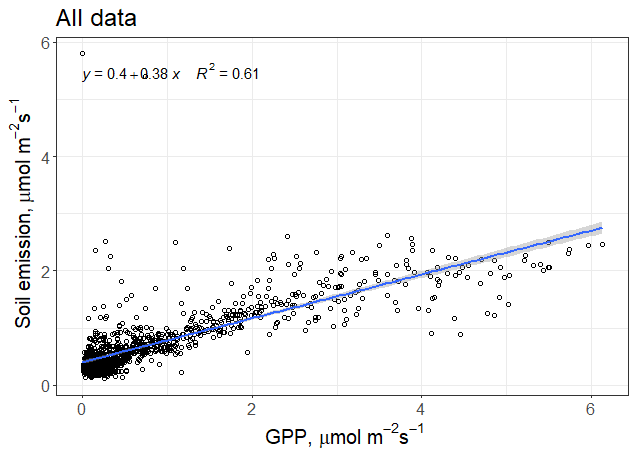 All data
6
y = 0.4 + 0.38 x R² = 0.61
4
2
0
Soil emission, μmol m⁻²s⁻¹
0 2 4 6
GPP, μmol m⁻²s⁻¹